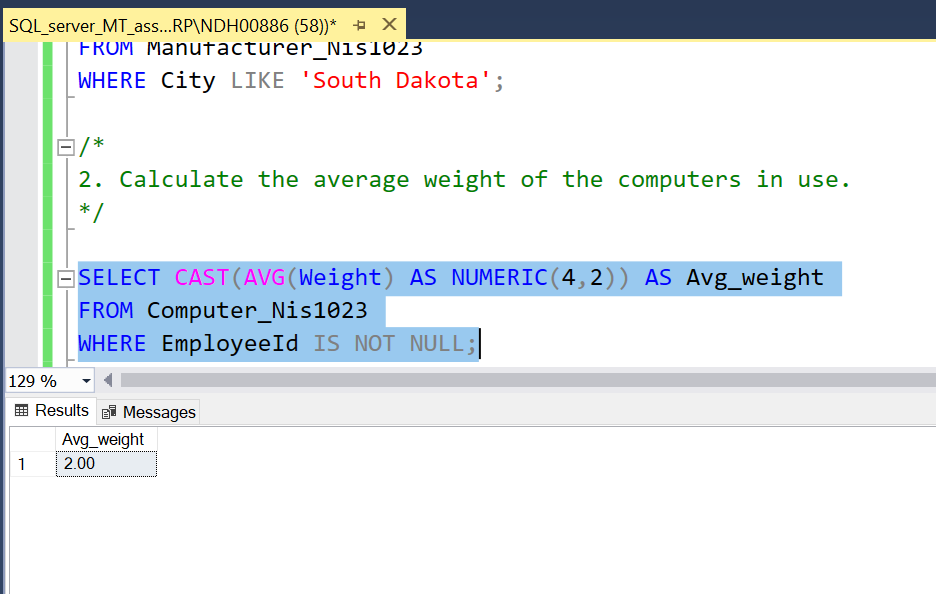 SQL_server_MT_ass...RP\NDH00886 (58))*
FROM Manufacturer_Nis1023
WHERE City LIKE 'South Dakota';
/*
2. Calculate the average weight of the computers in use.
*/
SELECT CAST(AVG(Weight) AS NUMERIC(4,2)) AS Avg_weight
FROM Computer_Nis1023
WHERE EmployeeId IS NOT NULL;
129 %
Results Messages
Avg_weight
1 2.00